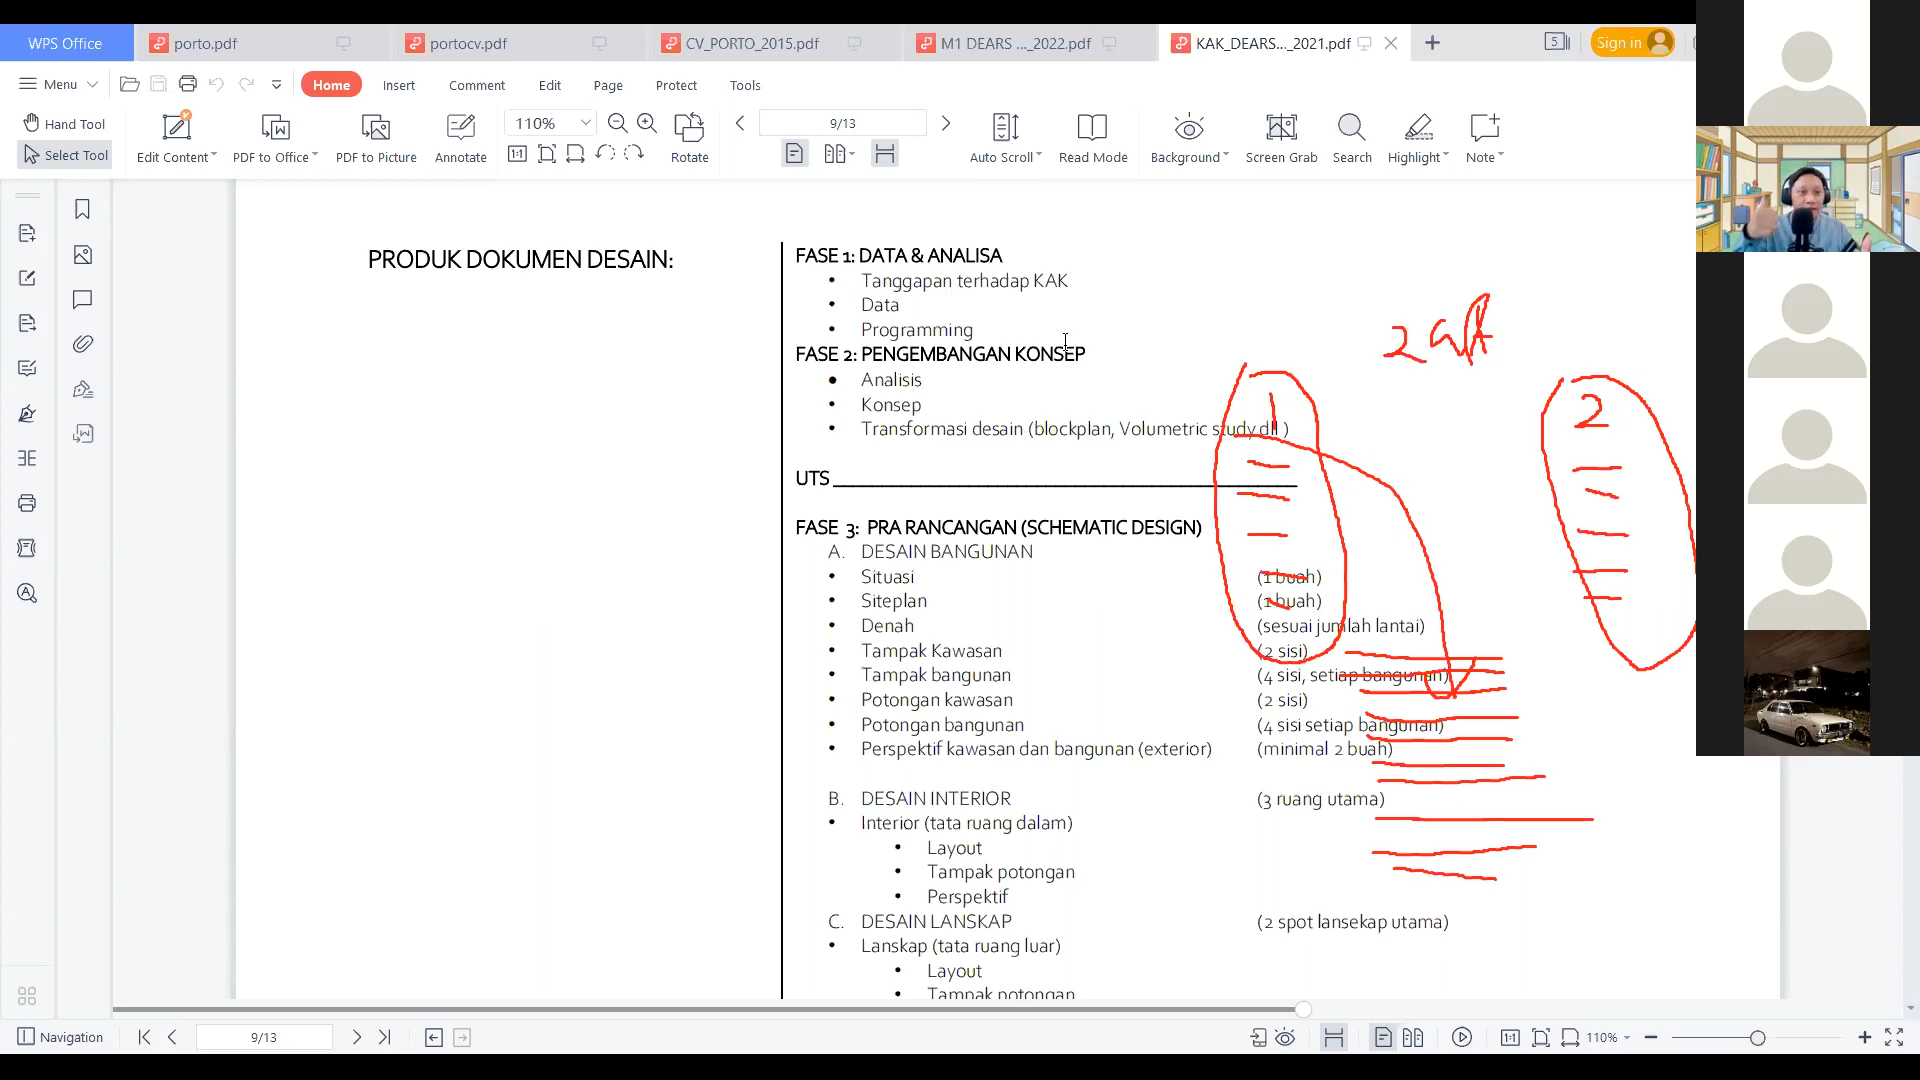 WPS Office
porto.pdf
portocv.pdf
CV_PORTO_2015.pdf
M1 DEARS ..._2022.pdf
KAK_DEARS..._2021.pdf
5
Sign in
Menu
Home
Insert
Comment
Edit
Page
Protect
Tools
Hand Tool
Select Tool
Edit Content
PDF to Office
PDF to Picture
Annotate
110%
1:1
Rotate
9/13
Auto Scroll
Read Mode
Background
Screen Grab
Search
Highlight
Note
PRODUK DOKUMEN DESAIN:
FASE 1: DATA & ANALISA
• Tanggapan terhadap KAK
• Data
• Programming
FASE 2: PENGEMBANGAN KONSEP
• Analisis
• Konsep
• Transformasi desain (blockplan, Volumetric study dll )
UTS
FASE 3: PRA RANCANGAN (SCHEMATIC DESIGN)
A. DESAIN BANGUNAN
• Situasi (1 buah)
• Siteplan (1 buah)
• Denah (sesuai jumlah lantai)
• Tampak Kawasan (2 sisi)
• Tampak bangunan (4 sisi, setiap bangunan)
• Potongan kawasan (2 sisi)
• Potongan bangunan (4 sisi setiap bangunan)
• Perspektif kawasan dan bangunan (exterior) (minimal 2 buah)
B. DESAIN INTERIOR (3 ruang utama)
• Interior (tata ruang dalam)
• Layout
• Tampak potongan
• Perspektif
C. DESAIN LANSKAP (2 spot lansekap utama)
• Lanskap (tata ruang luar)
• Layout
• Tampak potongan
2
1
2
Navigation
9/13
1:1
110%